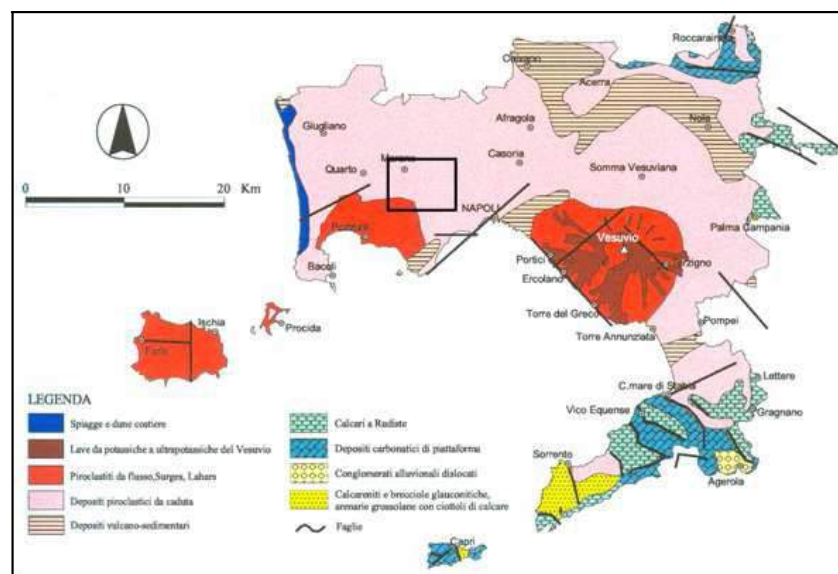 Roccarainola
Caivano
Acerra
Giugliano
Afragola
Nola
Marano
Casoria
Quarto
Somma Vesuviana
0 10 20 Km
NAPOLI
Pozzuoli
Palma Campania
Vesuvio
Bacoli
Portici
Terzigno
Ercolano
Ischia
Procida
Torre del Greco
Pompei
Forio
Torre Annunziata
LEGENDA
C.mare di Stabia
Lettere
Spiagge e dune costiere
Calcari a Radiste
Vico Equense
Gragnano
Lave da potassiche a ultrapotassiche del Vesuvio
Depositi carbonatici di piattaforma
Piroclastiti da flusso,Surges, Lahars
Conglomerati alluvionali dislocati
Sorrento
Agerola
Depositi piroclastici da caduta
Calcareniti e brecciole glauconitiche,
arenarie grossolane con ciottoli di calcare
Depositi vulcano-sedimentari
Faglie
Capri